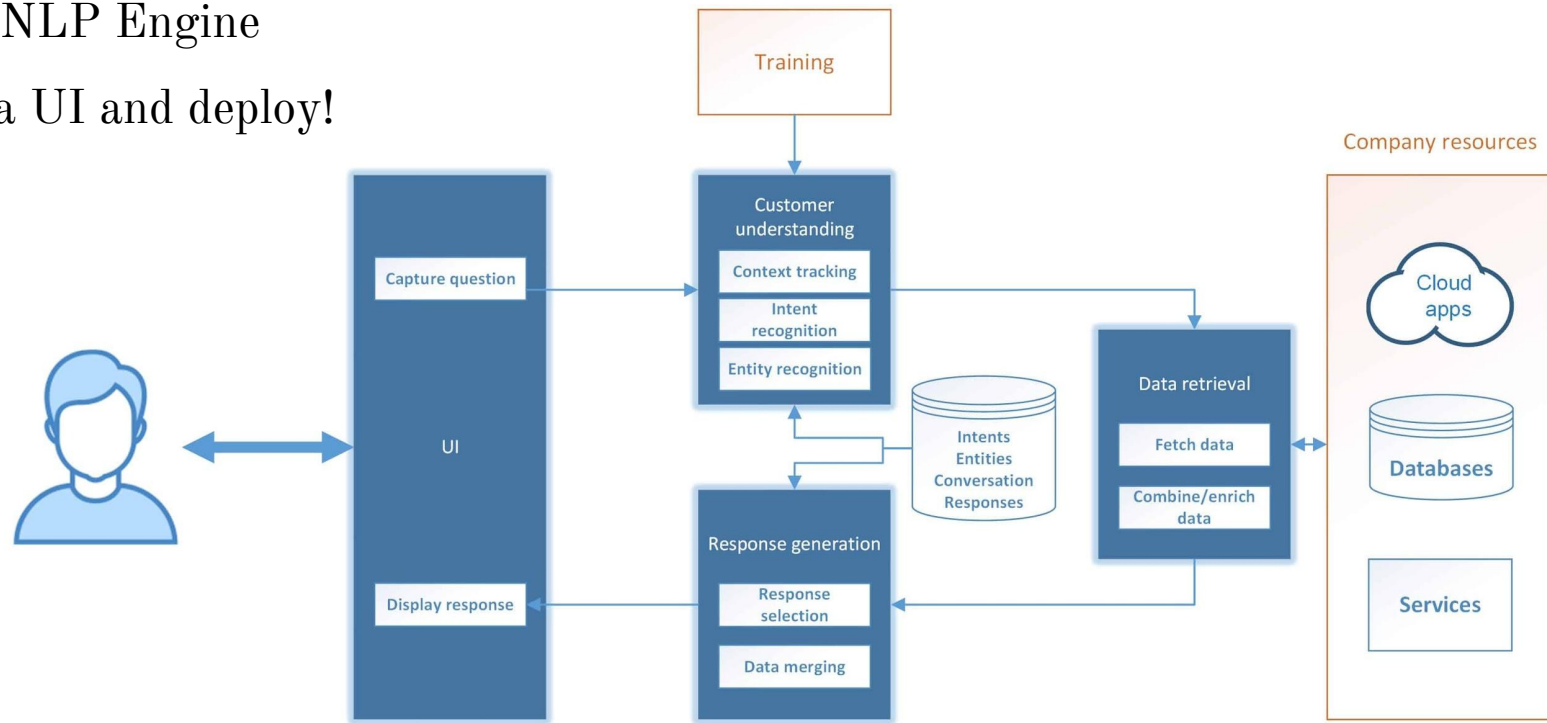 NLP Engine
a UI and deploy!
Training
Company resources
Customer
understanding
Context tracking
Intent
recognition
Entity recognition
Capture question
UI
Display response
Intents
Entities
Conversation
Responses
Response generation
Response
selection
Data merging
Data retrieval
Fetch data
Combine/enrich
data
Cloud
apps
Databases
Services